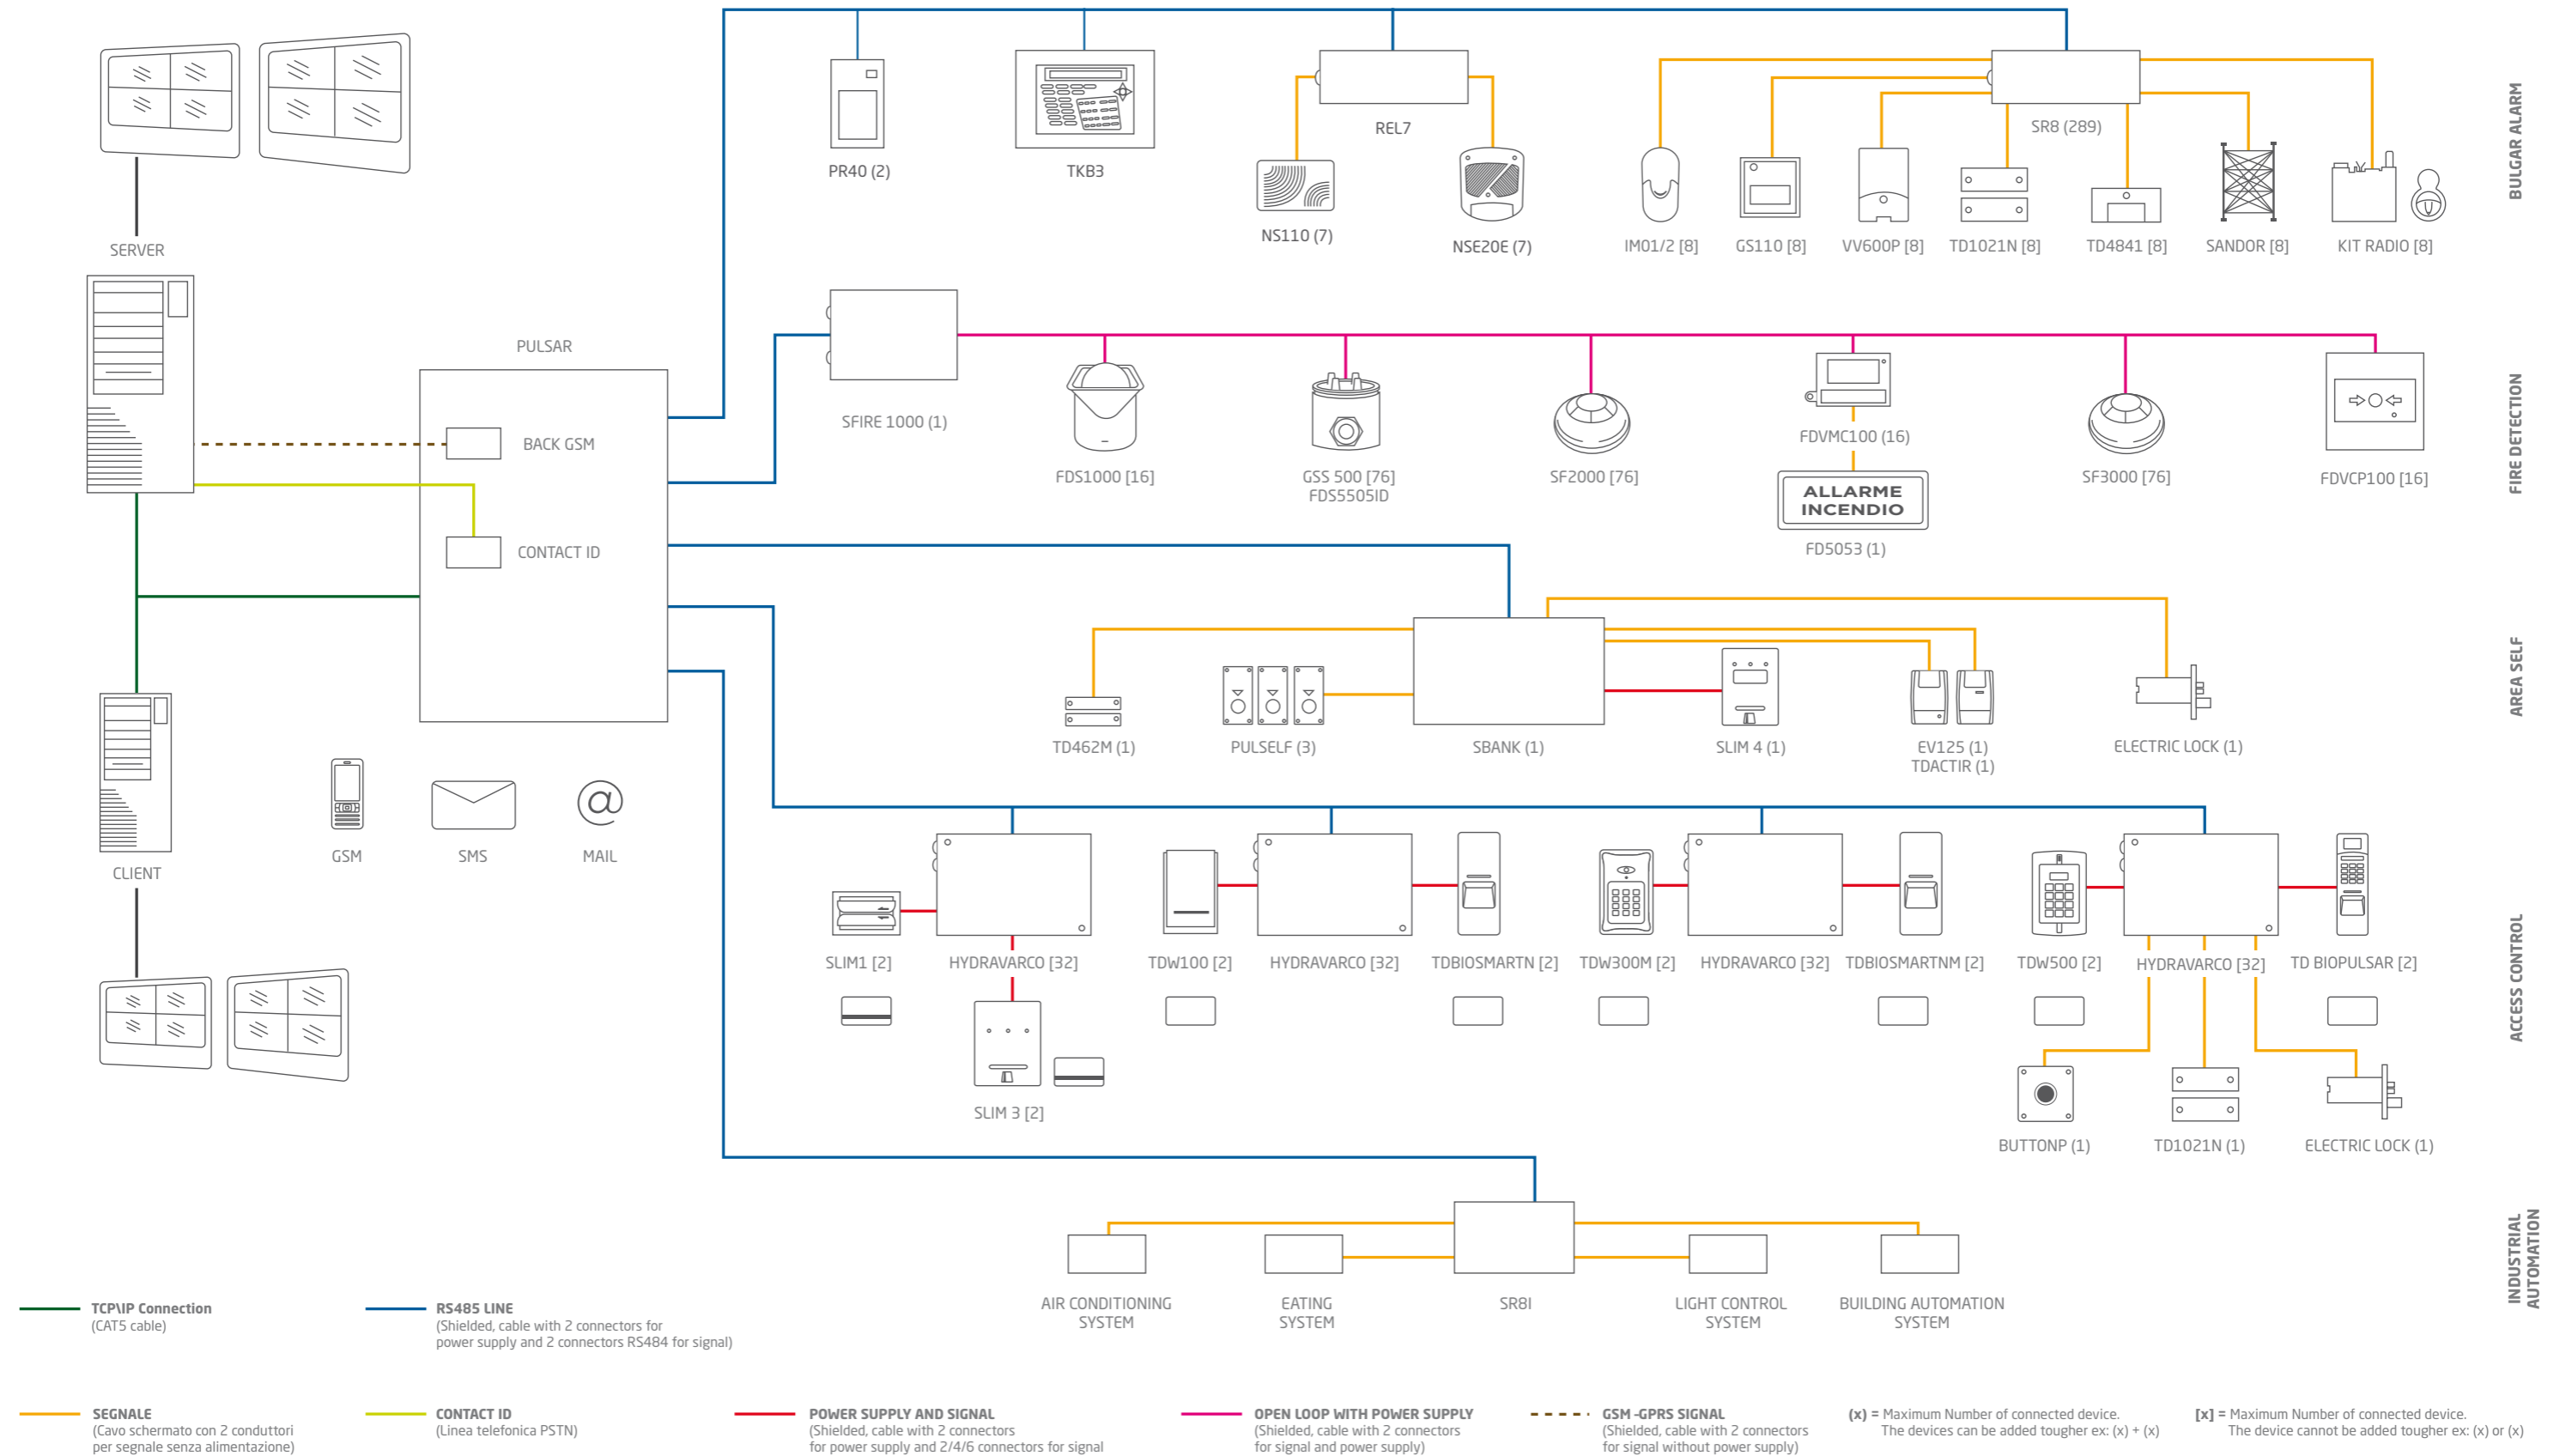 PR40 (2)
TKB3
REL7
NS110 (7)
NSE20E (7)
SR8 (289)
IM01/2 [8]
GS110 [8]
VV600P [8]
TD1021N [8]
TD4841 [8]
SANDOR [8]
KIT RADIO [8]
BULGAR ALARM
SERVER
PULSAR
BACK GSM
CONTACT ID
SFIRE 1000 (1)
FDS1000 [16]
GSS 500 [76]
FDS5505ID
SF2000 [76]
FDVMC100 (16)
ALLARME
INCENDIO
FD5053 (1)
SF3000 [76]
FDVCP100 [16]
FIRE DETECTION
TD462M (1)
PULSELF (3)
SBANK (1)
SLIM 4 (1)
EV125 (1)
TDACTIR (1)
ELECTRIC LOCK (1)
AREA SELF
GSM
SMS
@
MAIL
CLIENT
SLIM1 [2]
HYDRAVARCO [32]
TDW100 [2]
HYDRAVARCO [32]
TDBIOSMARTN [2]
TDW300M [2]
HYDRAVARCO [32]
TDBIOSMARTNM [2]
TDW500 [2]
HYDRAVARCO [32]
TD BIOPULSAR [2]
SLIM 3 [2]
BUTTONP (1)
TD1021N (1)
ELECTRIC LOCK (1)
ACCESS CONTROL
AIR CONDITIONING
SYSTEM
EATING
SYSTEM
SR8I
LIGHT CONTROL
SYSTEM
BUILDING AUTOMATION
SYSTEM
INDUSTRIAL
AUTOMATION
TCP\IP Connection
(CAT5 cable)
RS485 LINE
(Shielded, cable with 2 connectors for
power supply and 2 connectors RS484 for signal)
SEGNALE
(Cavo schermato con 2 conduttori
per segnale senza alimentazione)
CONTACT ID
(Linea telefonica PSTN)
POWER SUPPLY AND SIGNAL
(Shielded, cable with 2 connectors
for power supply and 2/4/6 connectors for signal
OPEN LOOP WITH POWER SUPPLY
(Shielded, cable with 2 connectors
for signal and power supply)
GSM -GPRS SIGNAL
(Shielded, cable with 2 connectors
for signal without power supply)
(x) = Maximum Number of connected device.
The devices can be added tougher ex: (x) + (x)
[x] = Maximum Number of connected device.
The device cannot be added tougher ex: (x) or (x)